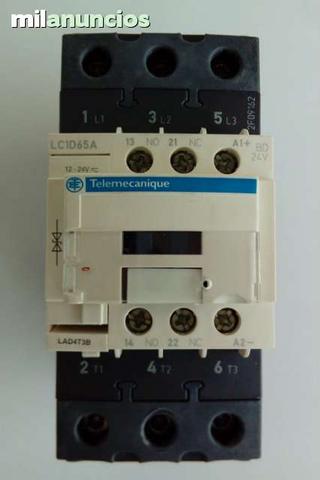 milanuncios
1 L1 3 L2 5 L3
2F09162
LC1D65A 13 NO 21 NC A1+ BD
24V
12-24V
Telemecanique
LAD4T3B 14 NO 22 NC A2-
2 T1 4 T2 6 T3